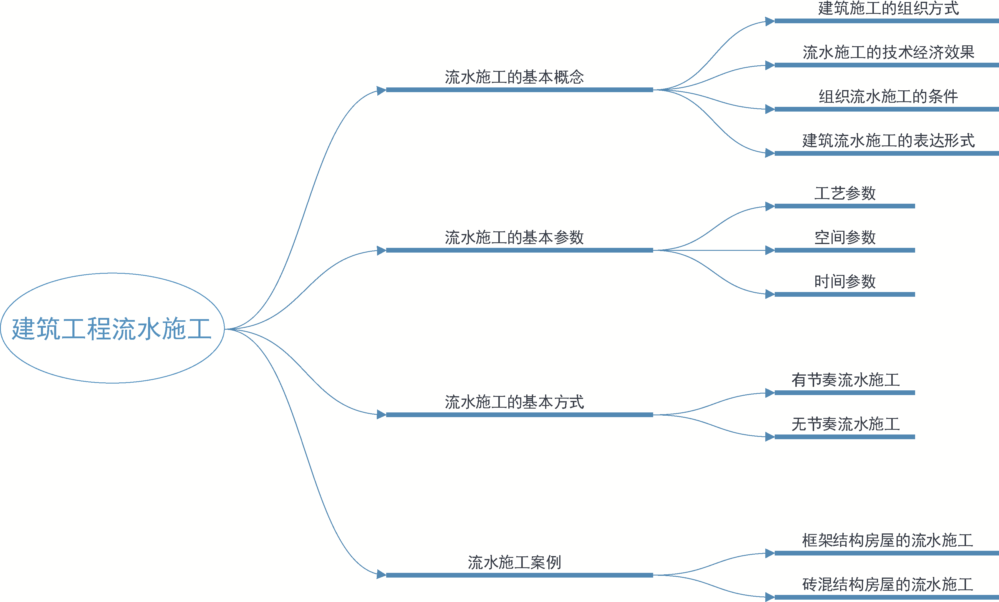 建筑工程流水施工
流水施工的基本概念
建筑施工的组织方式
流水施工的技术经济效果
组织流水施工的条件
建筑流水施工的表达形式
流水施工的基本参数
工艺参数
空间参数
时间参数
流水施工的基本方式
有节奏流水施工
无节奏流水施工
流水施工案例
框架结构房屋的流水施工
砖混结构房屋的流水施工